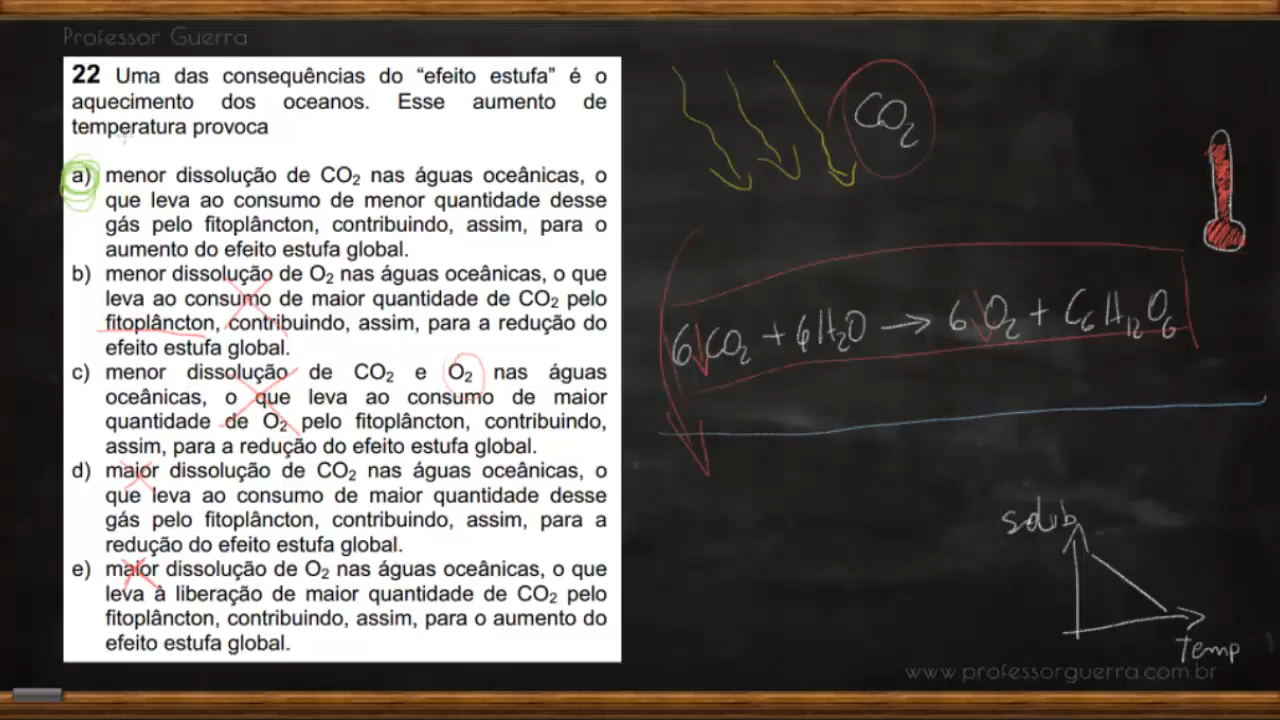 Professor Guerra
22 Uma das consequências do “efeito estufa” é o
aquecimento dos oceanos. Esse aumento de
temperatura provoca
a) menor dissolução de CO₂ nas águas oceânicas, o
que leva ao consumo de menor quantidade desse
gás pelo fitoplâncton, contribuindo, assim, para o
aumento do efeito estufa global.
b) menor dissolução de O₂ nas águas oceânicas, o que
leva ao consumo de maior quantidade de CO₂ pelo
fitoplâncton, contribuindo, assim, para a redução do
efeito estufa global.
c) menor dissolução de CO₂ e O₂ nas águas
oceânicas, o que leva ao consumo de maior
quantidade de O₂ pelo fitoplâncton, contribuindo,
assim, para a redução do efeito estufa global.
d) maior dissolução de CO₂ nas águas oceânicas, o
que leva ao consumo de maior quantidade desse
gás pelo fitoplâncton, contribuindo, assim, para a
redução do efeito estufa global.
e) maior dissolução de O₂ nas águas oceânicas, o que
leva à liberação de maior quantidade de CO₂ pelo
fitoplâncton, contribuindo, assim, para o aumento do
efeito estufa global.
CO₂
6CO₂ + 6H₂O → 6O₂ + C₆H₁₂O₆
solub.
Temp
www.professorguerra.com.br